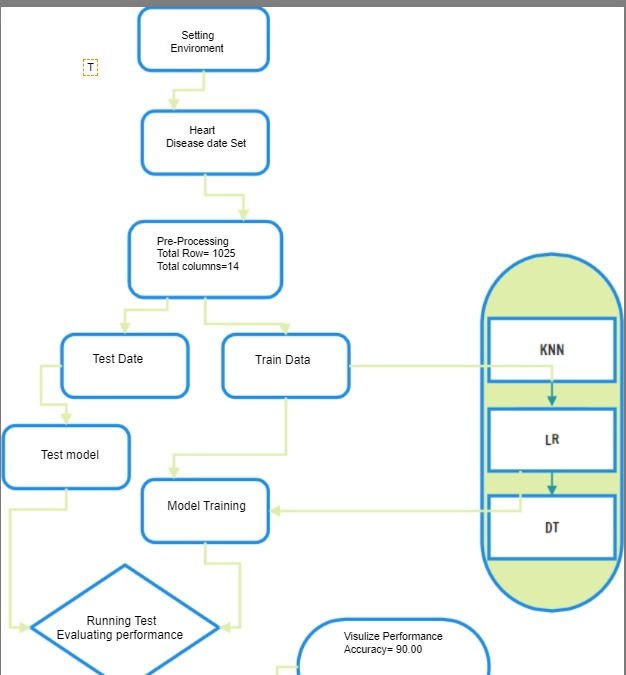 Setting
Enviroment
T
Heart
Disease date Set
Pre-Processing
Total Row= 1025
Total columns=14
Test Date
Train Data
KNN
LR
DT
Test model
Model Training
Running Test
Evaluating performance
Visulize Performance
Accuracy= 90.00